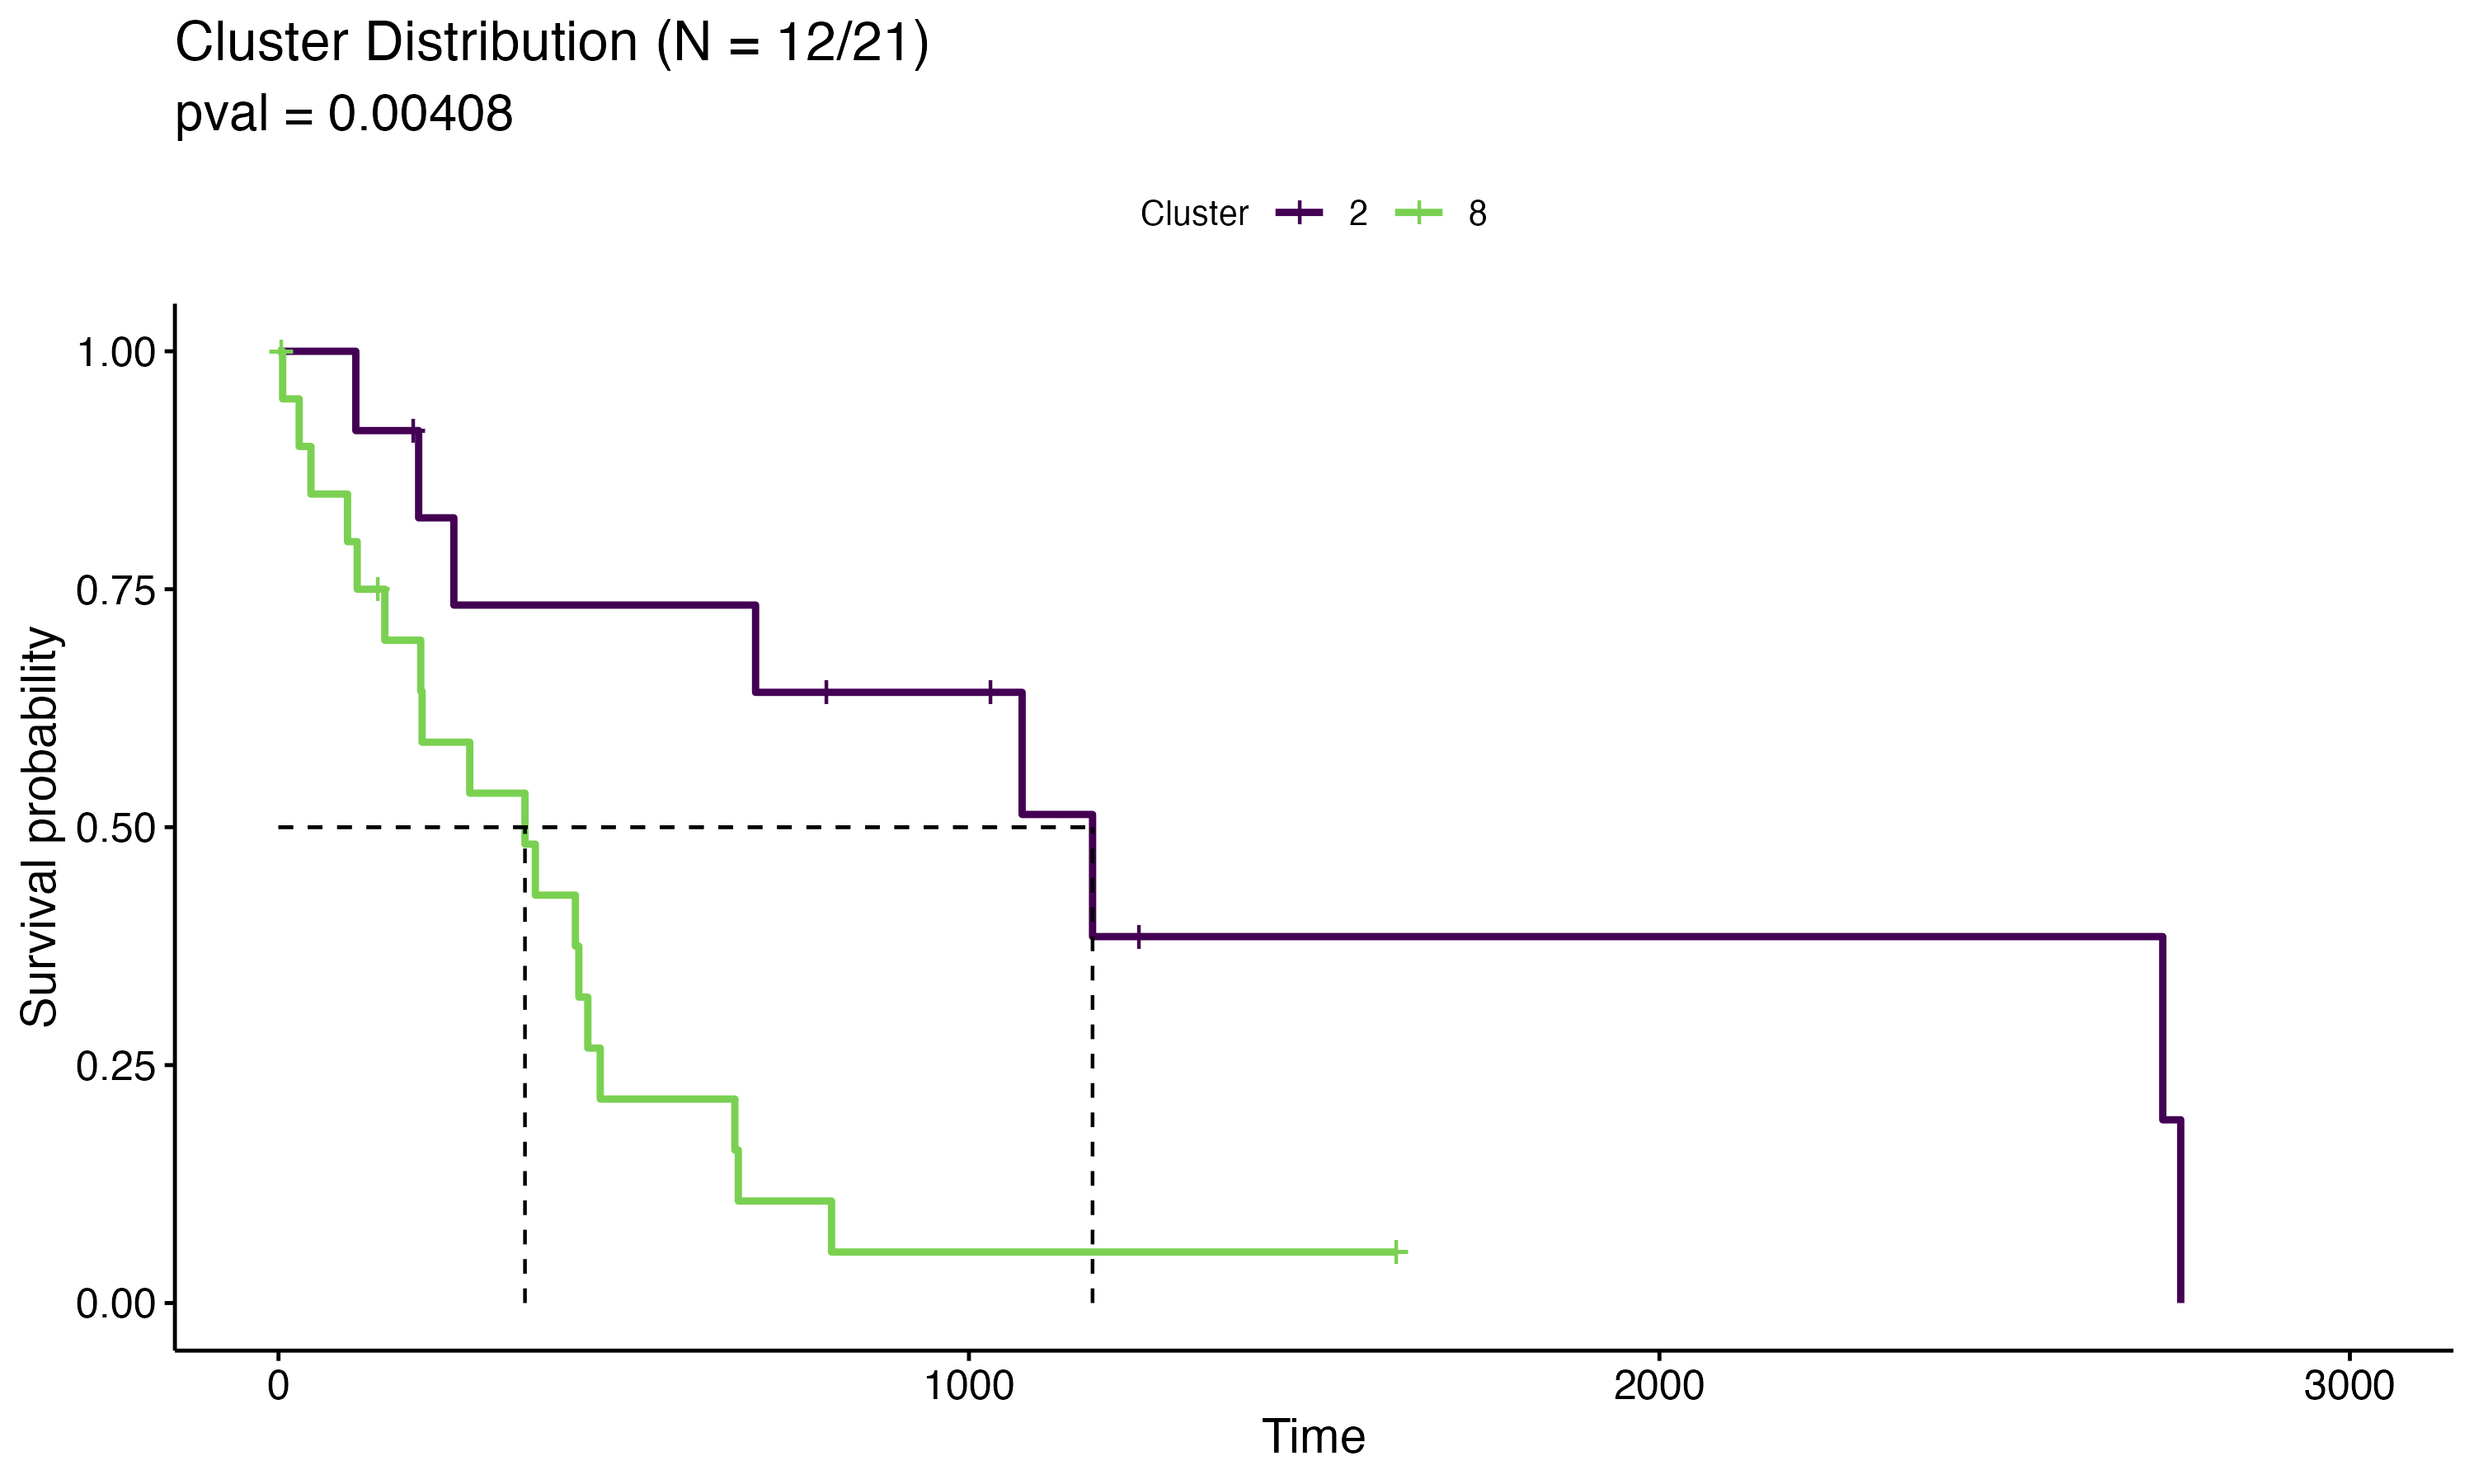 Cluster Distribution (N = 12/21)
pval = 0.00408
Cluster 2 8
Survival probability
1.00
0.75
0.50
0.25
0.00
0 1000 2000 3000
Time